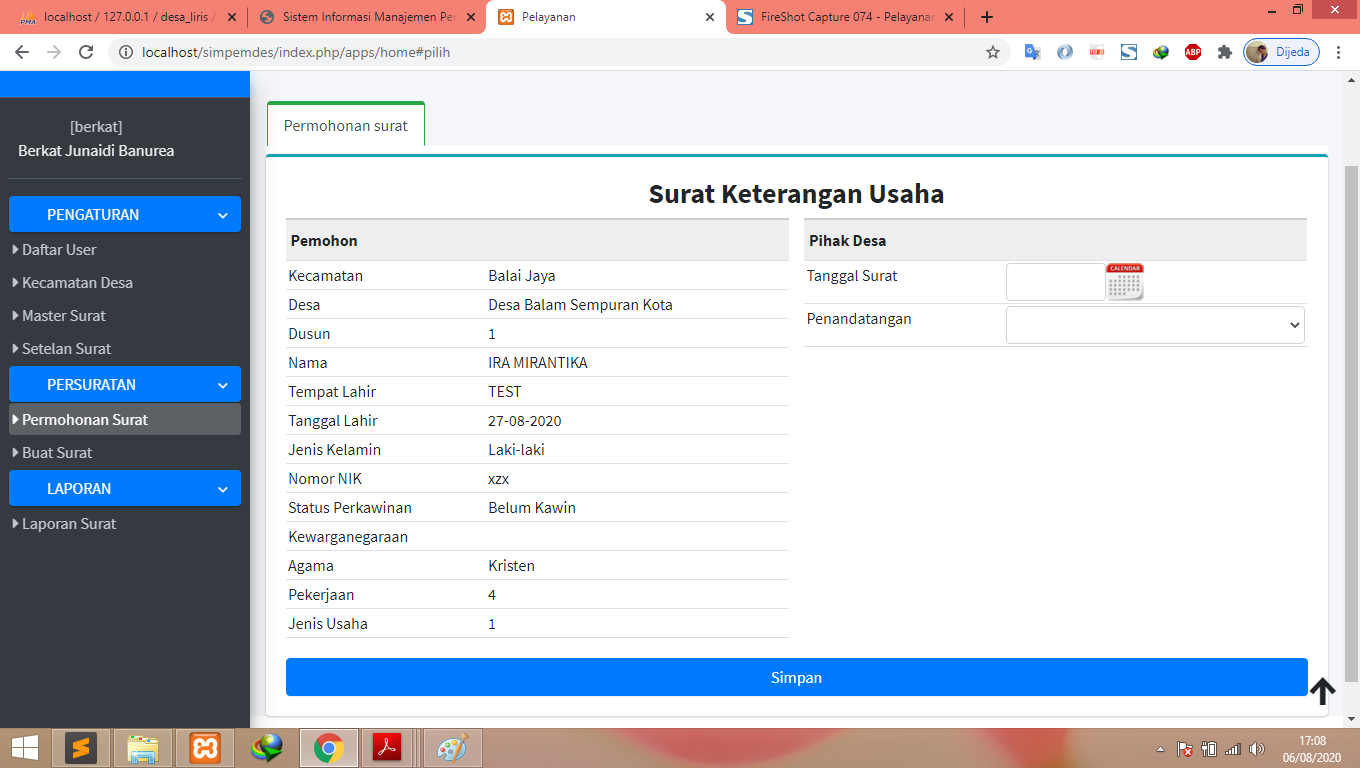 localhost / 127.0.0.1 / desa_liris /
Sistem Informasi Manajemen Pem
Pelayanan
FireShot Capture 074 - Pelayanan
localhost/simpemdes/index.php/apps/home#pilih
ABP
Dijeda
[berkat]
Berkat Junaidi Banurea
PENGATURAN
Daftar User
Kecamatan Desa
Master Surat
Setelan Surat
PERSURATAN
Permohonan Surat
Buat Surat
LAPORAN
Laporan Surat
Permohonan surat
Surat Keterangan Usaha
Pemohon
Kecamatan Balai Jaya
Desa Desa Balam Sempuran Kota
Dusun 1
Nama IRA MIRANTIKA
Tempat Lahir TEST
Tanggal Lahir 27-08-2020
Jenis Kelamin Laki-laki
Nomor NIK xzx
Status Perkawinan Belum Kawin
Kewarganegaraan
Agama Kristen
Pekerjaan 4
Jenis Usaha 1
Pihak Desa
Tanggal Surat
CALENDAR
Penandatangan
Simpan
17:08
06/08/2020